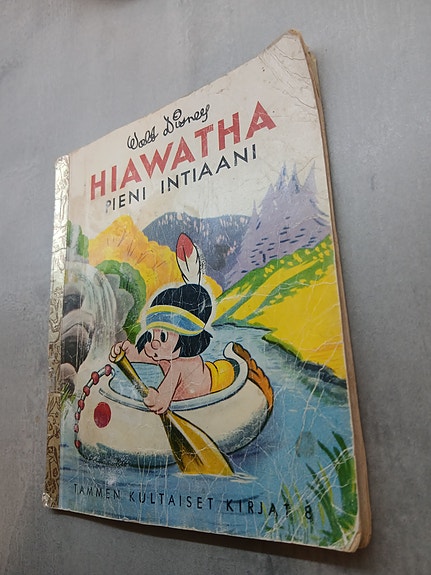 Walt Disney
HIAWATHA
PIENI INTIAANI
TAMMEN KULTAISET KIRJAT 8